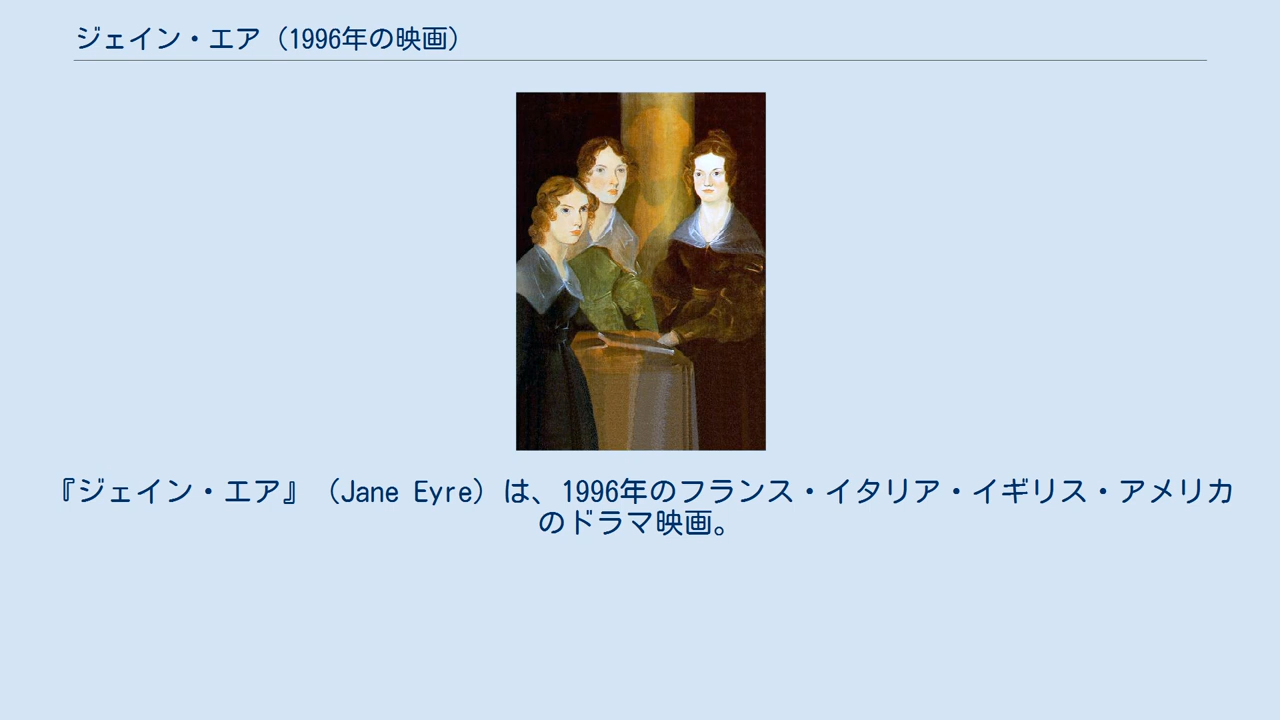 ジェイン・エア（1996年の映画）
『ジェイン・エア』（Jane Eyre）は、1996年のフランス・イタリア・イギリス・アメリカ
のドラマ映画。